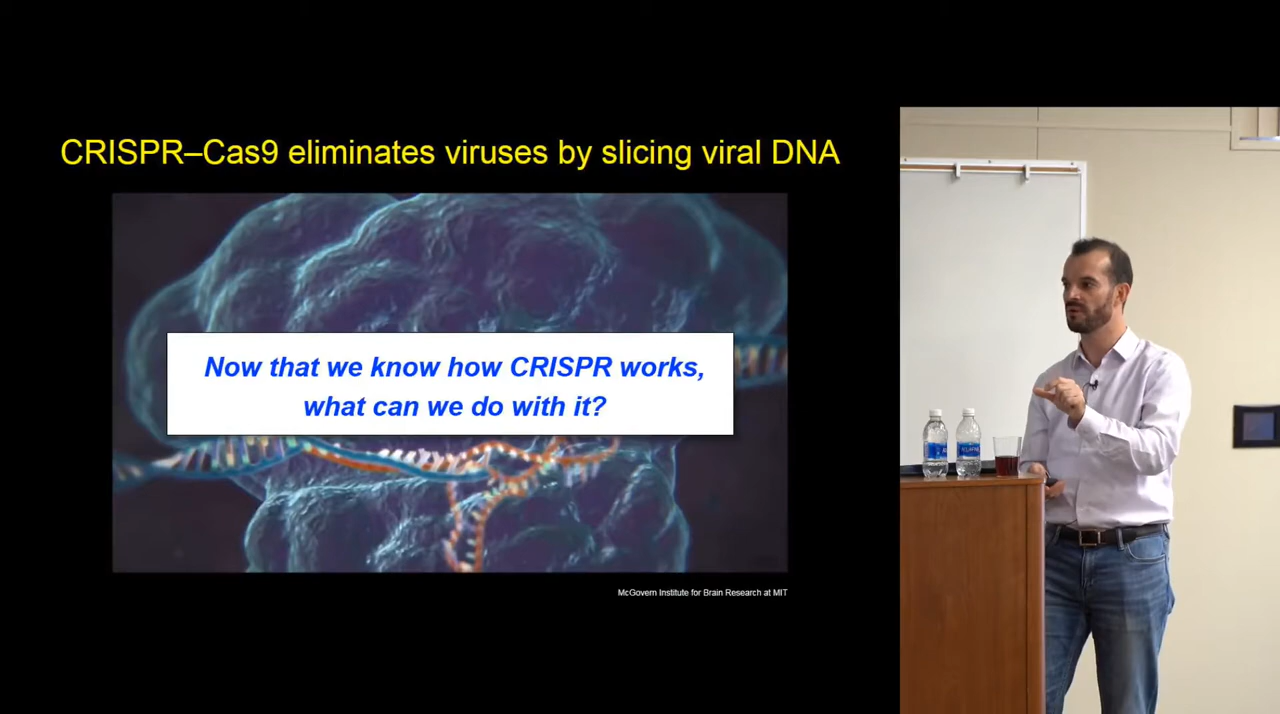 CRISPR–Cas9 eliminates viruses by slicing viral DNA
Now that we know how CRISPR works,
what can we do with it?
McGovern Institute for Brain Research at MIT